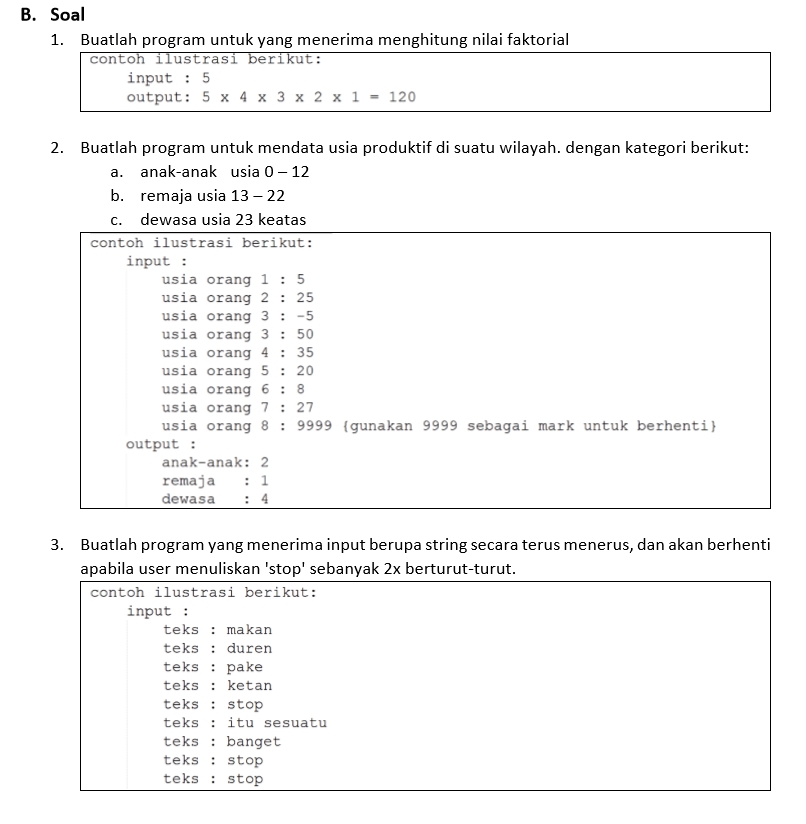 B. Soal
1. Buatlah program untuk yang menerima menghitung nilai faktorial
contoh ilustrasi berikut:
input : 5
output: 5 x 4 x 3 x 2 x 1 = 120
2. Buatlah program untuk mendata usia produktif di suatu wilayah. dengan kategori berikut:
a. anak-anak usia 0 – 12
b. remaja usia 13 – 22
c. dewasa usia 23 keatas
contoh ilustrasi berikut:
input :
usia orang 1 : 5
usia orang 2 : 25
usia orang 3 : -5
usia orang 3 : 50
usia orang 4 : 35
usia orang 5 : 20
usia orang 6 : 8
usia orang 7 : 27
usia orang 8 : 9999 {gunakan 9999 sebagai mark untuk berhenti}
output :
anak-anak: 2
remaja : 1
dewasa : 4
3. Buatlah program yang menerima input berupa string secara terus menerus, dan akan berhenti
apabila user menuliskan 'stop' sebanyak 2x berturut-turut.
contoh ilustrasi berikut:
input :
teks : makan
teks : duren
teks : pake
teks : ketan
teks : stop
teks : itu sesuatu
teks : banget
teks : stop
teks : stop